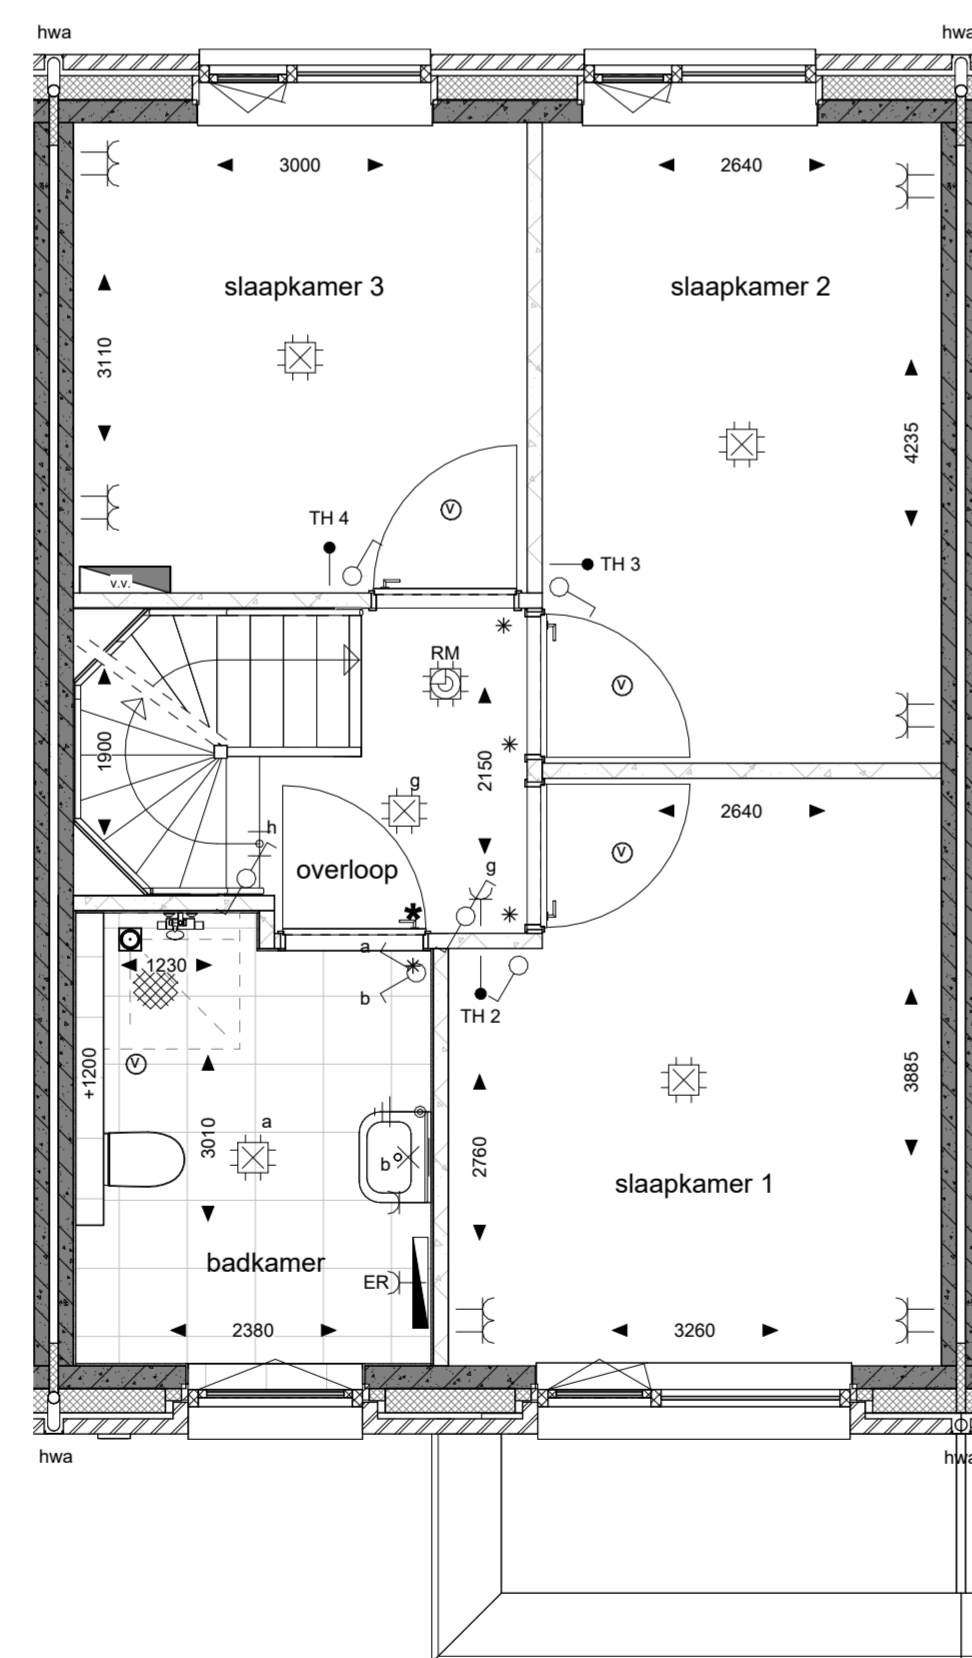 hwa
hwa
3000
2640
slaapkamer 3
slaapkamer 2
3110
4235
v
TH 4
TH 3
v.v.
RM
v
1900
2150
g
2640
h
overloop
v
g
a
1230
b
TH 2
+1200
v
3885
a
3010
2760
b
slaapkamer 1
badkamer
ER
2380
3260
hwa
hwa